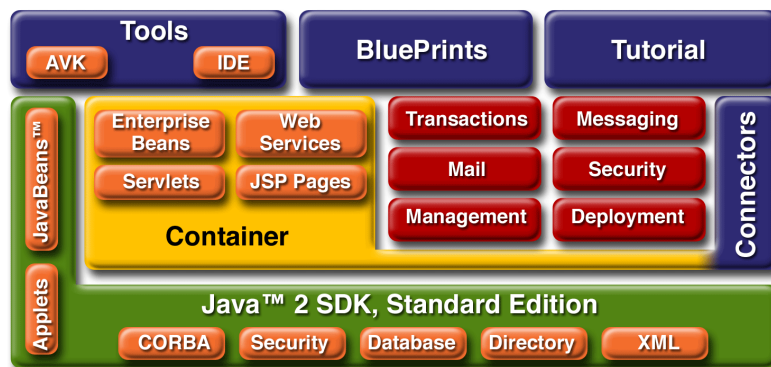 Tools
AVK
IDE
BluePrints
Tutorial
JavaBeans™
Applets
Enterprise
Beans
Web
Services
Servlets
JSP Pages
Container
Transactions
Messaging
Mail
Security
Management
Deployment
Connectors
Java™ 2 SDK, Standard Edition
CORBA
Security
Database
Directory
XML